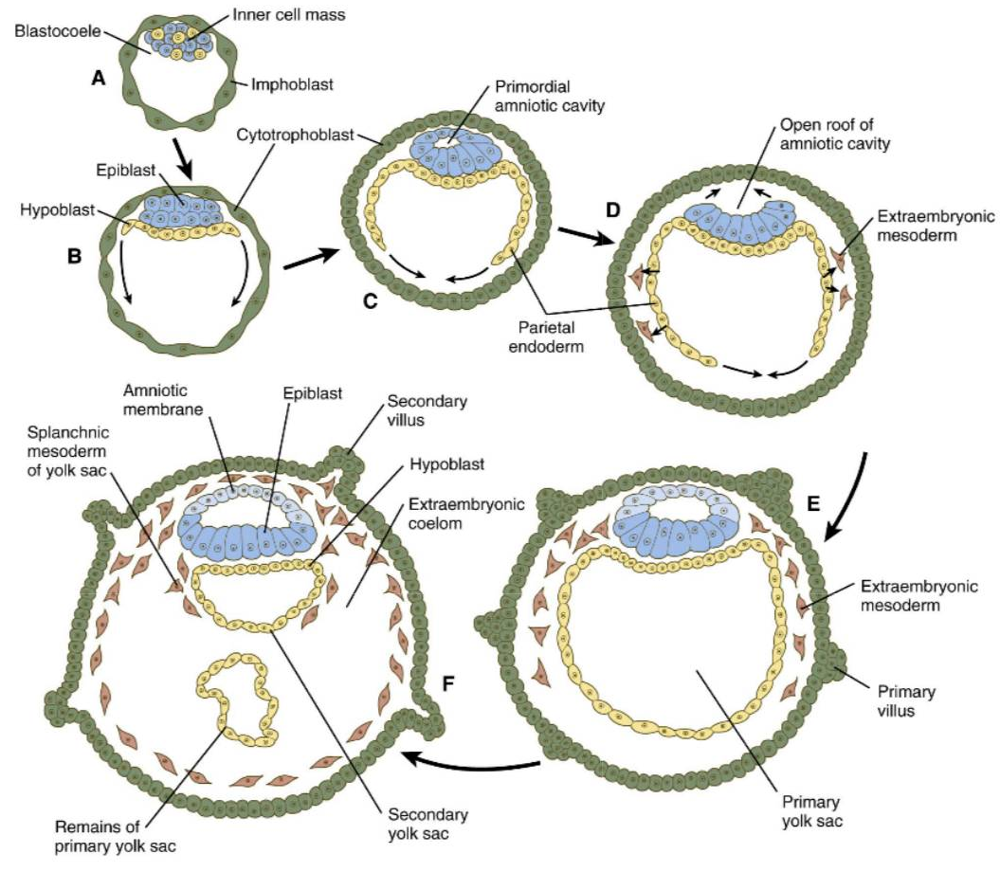 Inner cell mass
Blastocoele
A
Imphoblast
Primordial
amniotic cavity
Cytotrophoblast
Open roof of
amniotic cavity
Epiblast
Hypoblast
D
Extraembryonic
mesoderm
B
C
Parietal
endoderm
Amniotic
membrane
Epiblast
Secondary
villus
Splanchnic
mesoderm
of yolk sac
Hypoblast
Extraembryonic
coelom
E
Extraembryonic
mesoderm
F
Primary
villus
Remains of
primary yolk sac
Secondary
yolk sac
Primary
yolk sac